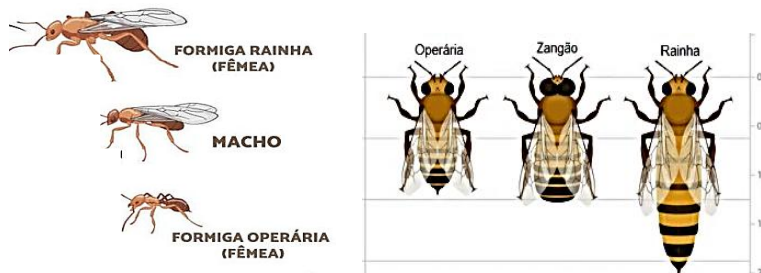 FORMIGA RAINHA
(FÊMEA)
MACHO
FORMIGA OPERÁRIA
(FÊMEA)
Operária
Zangão
Rainha